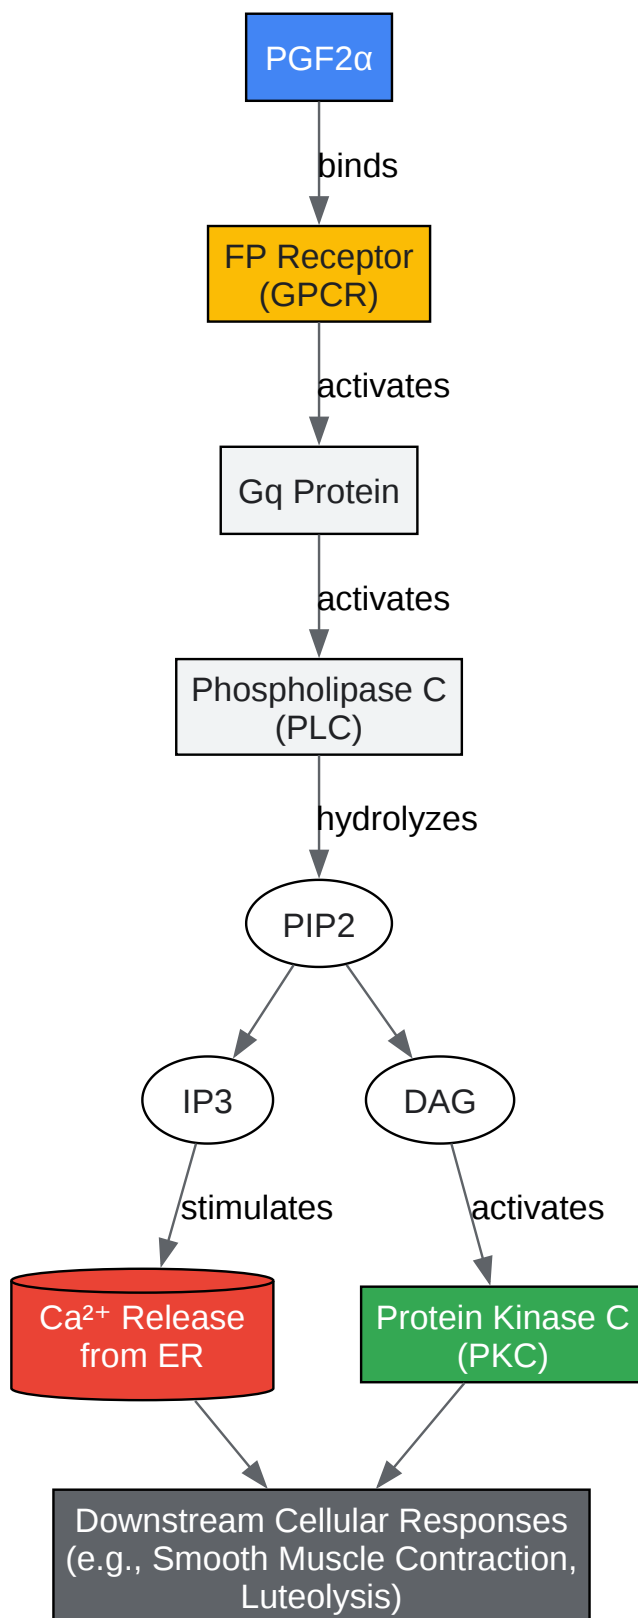 PGF2α
binds
FP Receptor
(GPCR)
activates
Gq Protein
activates
Phospholipase C
(PLC)
hydrolyzes
PIP2
IP3
DAG
stimulates
activates
Ca²⁺ Release
from ER
Protein Kinase C
(PKC)
Downstream Cellular Responses
(e.g., Smooth Muscle Contraction,
Luteolysis)